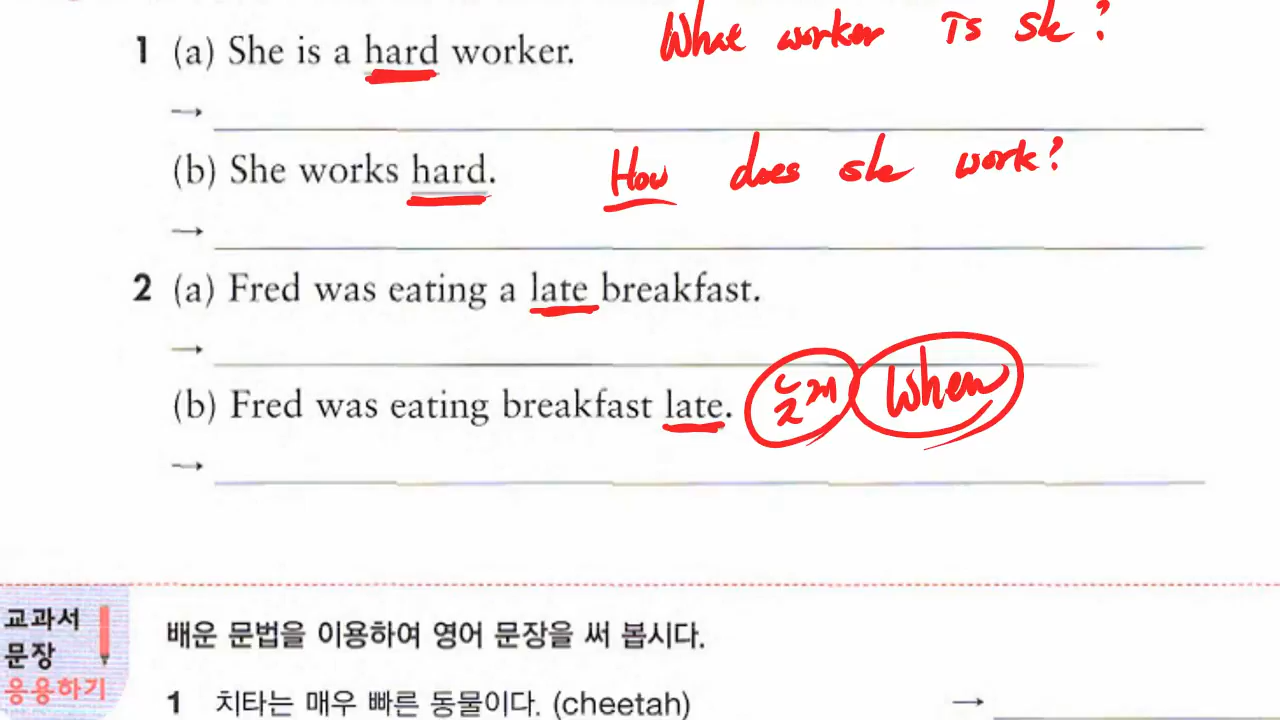 What worker is she?
1 (a) She is a hard worker.
→
(b) She works hard. How does she work?
→
2 (a) Fred was eating a late breakfast.
→
(b) Fred was eating breakfast late. When
→
교과서
문장
응용하기
배운 문법을 이용하여 영어 문장을 써 봅시다.
1 치타는 매우 빠른 동물이다. (cheetah) →